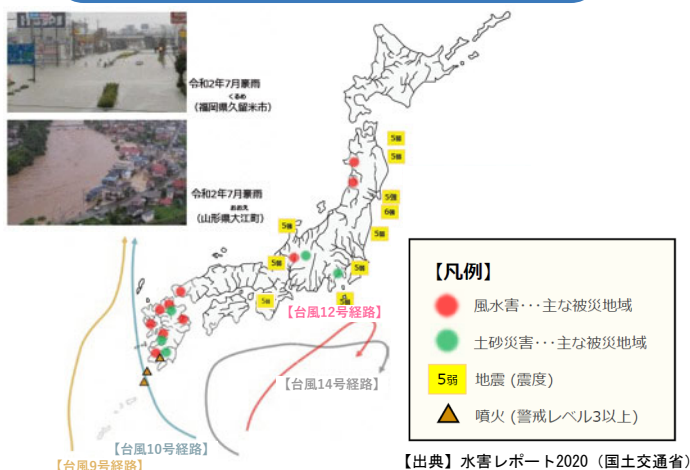 令和2年7月豪雨
くるめ
（福岡県久留米市）
令和2年7月豪雨
おおえ
（山形県大江町）
5弱
5弱
5強
6弱
5弱
5弱
5弱
5弱
5弱
【台風12号経路】
【台風14号経路】
【台風10号経路】
【台風9号経路】
【凡例】
風水害･･･主な被災地域
土砂災害･･･主な被災地域
5弱 地震 (震度)
噴火 (警戒レベル3以上)
【出典】水害レポート2020（国土交通省）